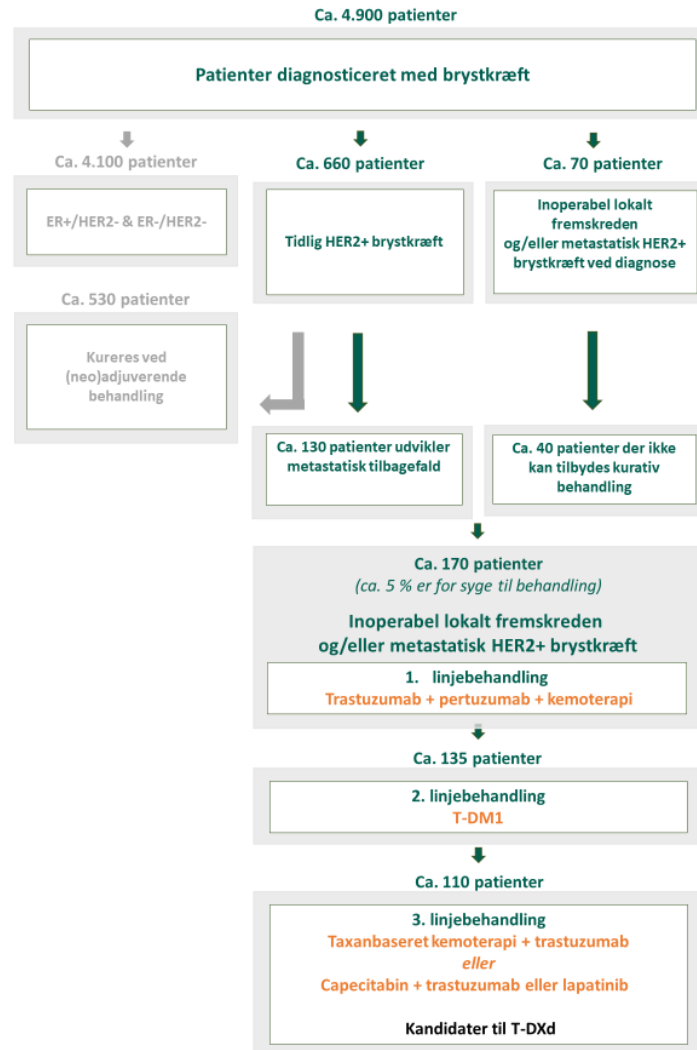 Ca. 4.900 patienter
Patienter diagnosticeret med brystkræft
Ca. 4.100 patienter
ER+/HER2- & ER-/HER2-
Ca. 660 patienter
Tidlig HER2+ brystkræft
Ca. 70 patienter
Inoperabel lokalt
fremskreden
og/eller metastatisk HER2+
brystkræft ved diagnose
Ca. 530 patienter
Kureres ved
(neo)adjuverende
behandling
Ca. 130 patienter udvikler
metastatisk tilbagefald
Ca. 40 patienter der ikke
kan tilbydes kurativ
behandling
Ca. 170 patienter
(ca. 5 % er for syge til behandling)
Inoperabel lokalt fremskreden
og/eller metastatisk HER2+ brystkræft
1. linjebehandling
Trastuzumab + pertuzumab + kemoterapi
Ca. 135 patienter
2. linjebehandling
T-DM1
Ca. 110 patienter
3. linjebehandling
Taxanbaseret kemoterapi + trastuzumab
eller
Capecitabin + trastuzumab eller lapatinib
Kandidater til T-DXd